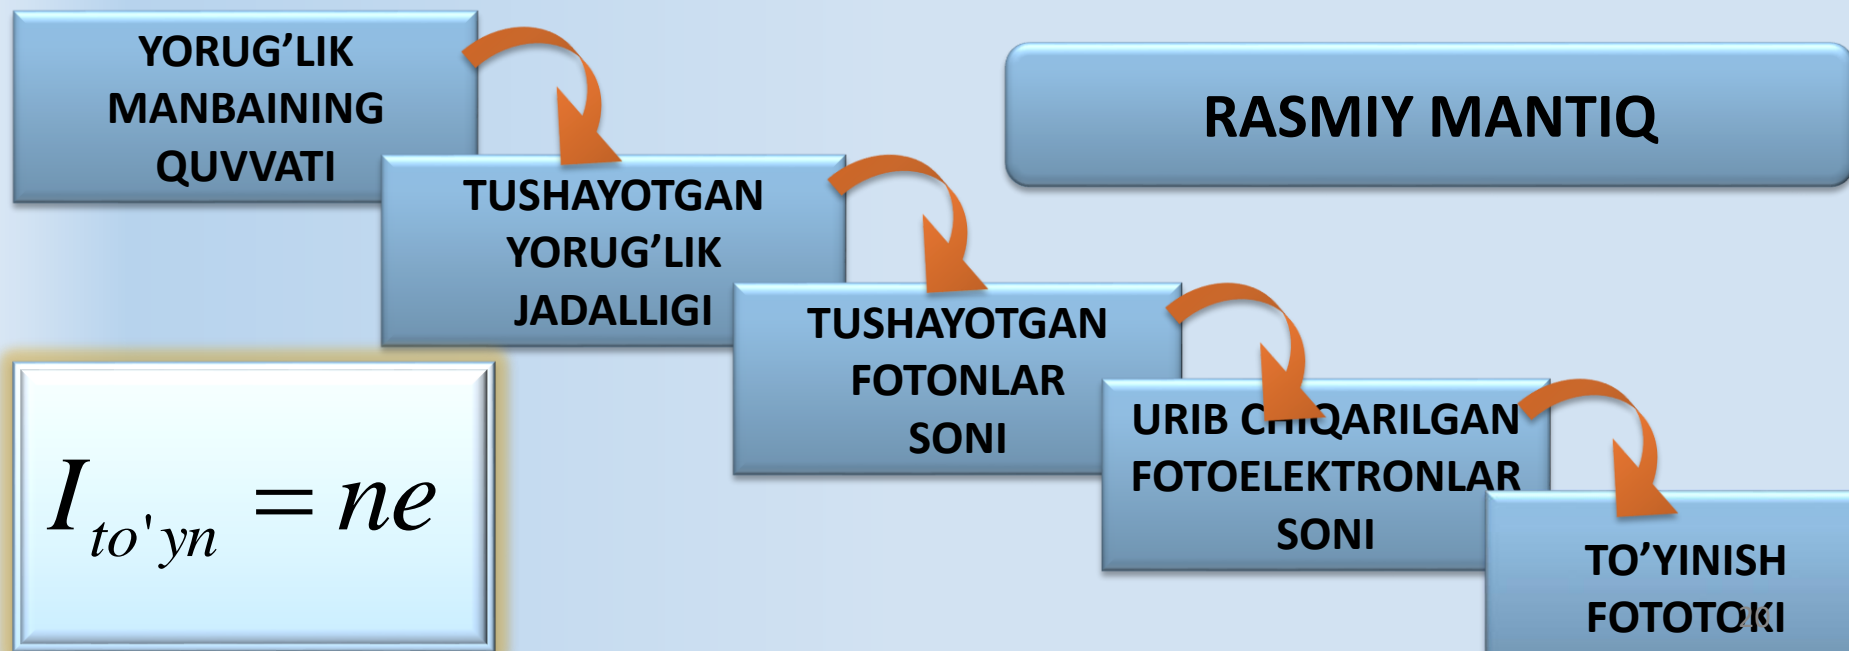 YORUG’LIK
MANBAINING
QUVVATI
RASMIY MANTIQ
TUSHAYOTGAN
YORUG’LIK
JADALLIGI
TUSHAYOTGAN
FOTONLAR
SONI
URIB CHIQARILGAN
FOTOELEKTRONLAR
SONI
TO’YINISH
FOTOTOKI
20
I to'yn = ne